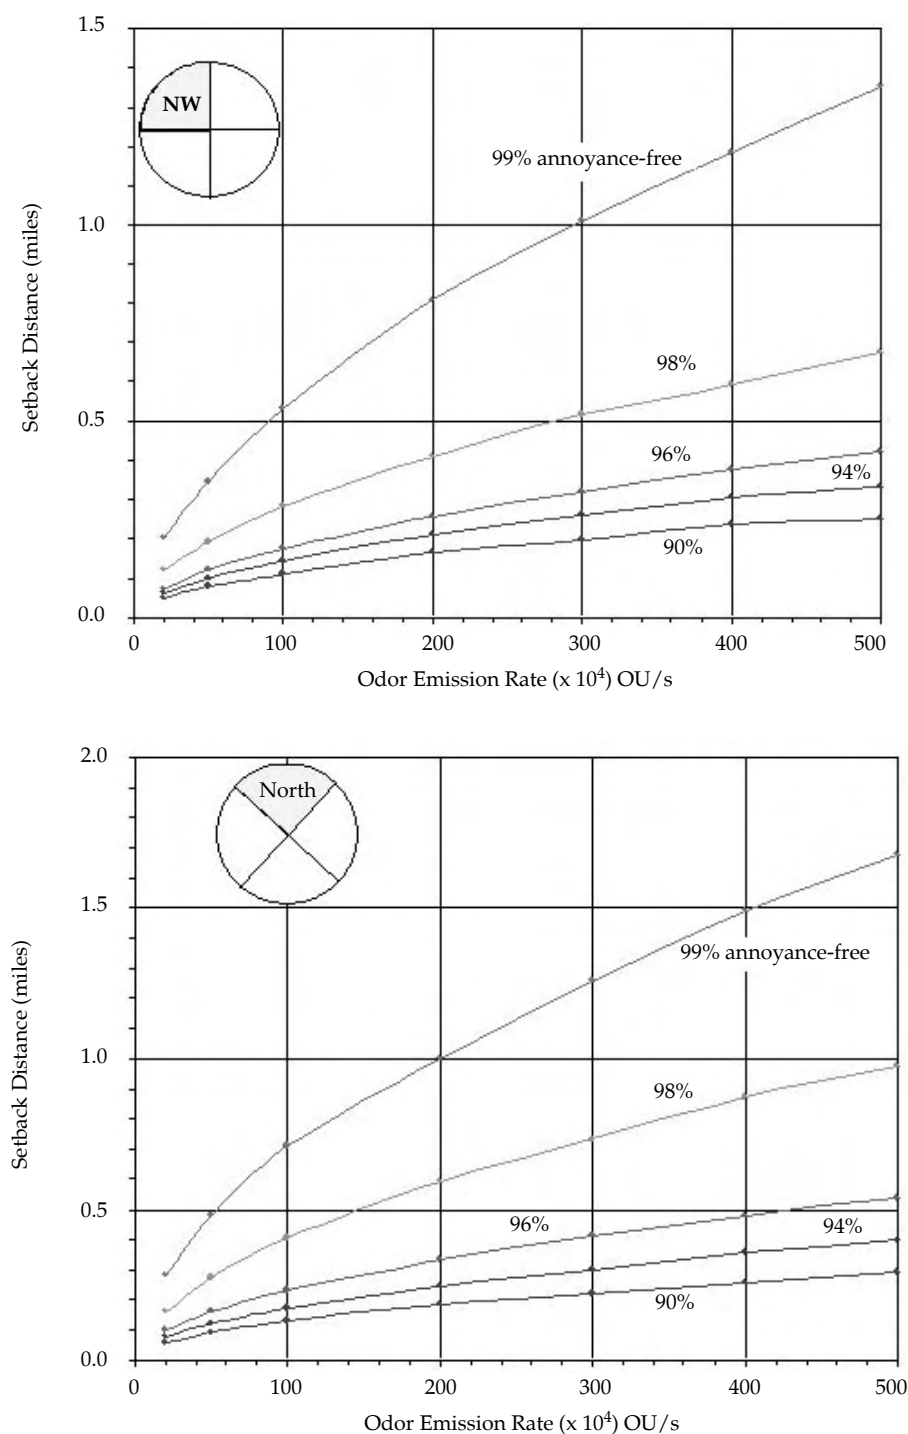 1.5
NW
99% annoyance-free
1.0
Setback Distance (miles)
98%
0.5
96%
94%
90%
0.0
0 100 200 300 400 500
Odor Emission Rate (x 10⁴) OU/s
2.0
North
1.5
99% annoyance-free
Setback Distance (miles)
1.0
98%
0.5
96%
94%
90%
0.0
0 100 200 300 400 500
Odor Emission Rate (x 10⁴) OU/s